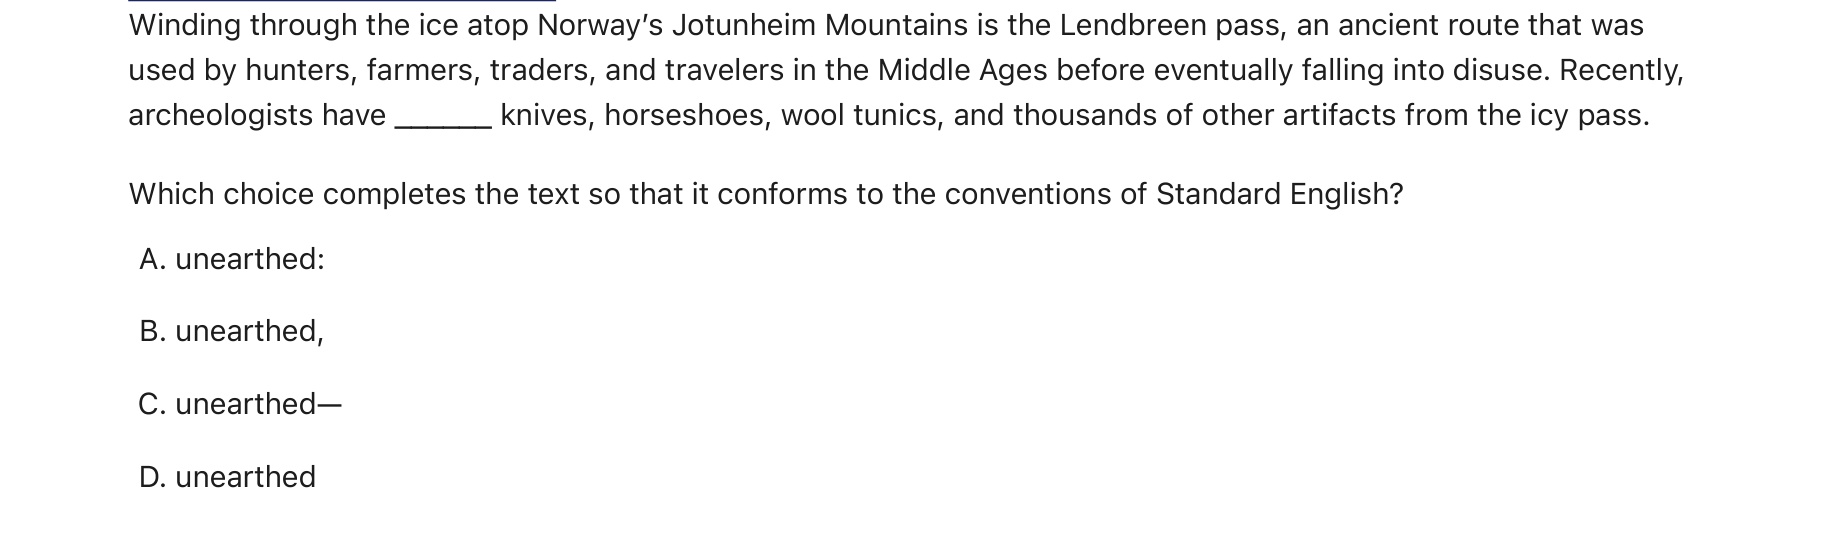 Winding through the ice atop Norway’s Jotunheim Mountains is the Lendbreen pass, an ancient route that was
used by hunters, farmers, traders, and travelers in the Middle Ages before eventually falling into disuse. Recently,
archeologists have ______ knives, horseshoes, wool tunics, and thousands of other artifacts from the icy pass.
Which choice completes the text so that it conforms to the conventions of Standard English?
A. unearthed:
B. unearthed,
C. unearthed—
D. unearthed